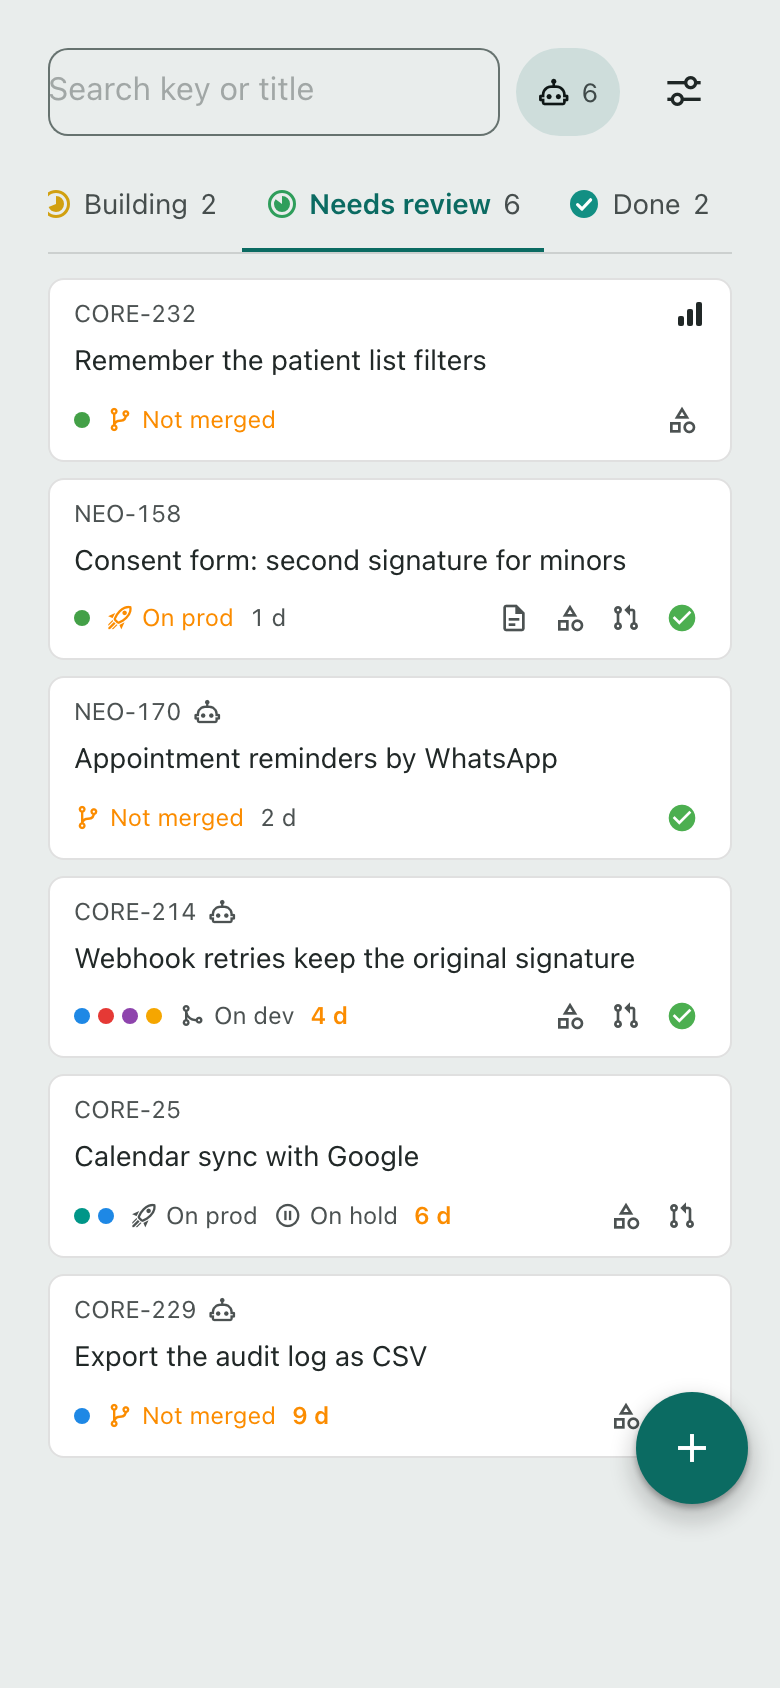 Search key or title
6
Building 2
Needs review 6
Done 2
CORE-232
Remember the patient list filters
Not merged
NEO-158
Consent form: second signature for minors
On prod 1 d
NEO-170
Appointment reminders by WhatsApp
Not merged 2 d
CORE-214
Webhook retries keep the original signature
On dev 4 d
CORE-25
Calendar sync with Google
On prod On hold 6 d
CORE-229
Export the audit log as CSV
Not merged 9 d